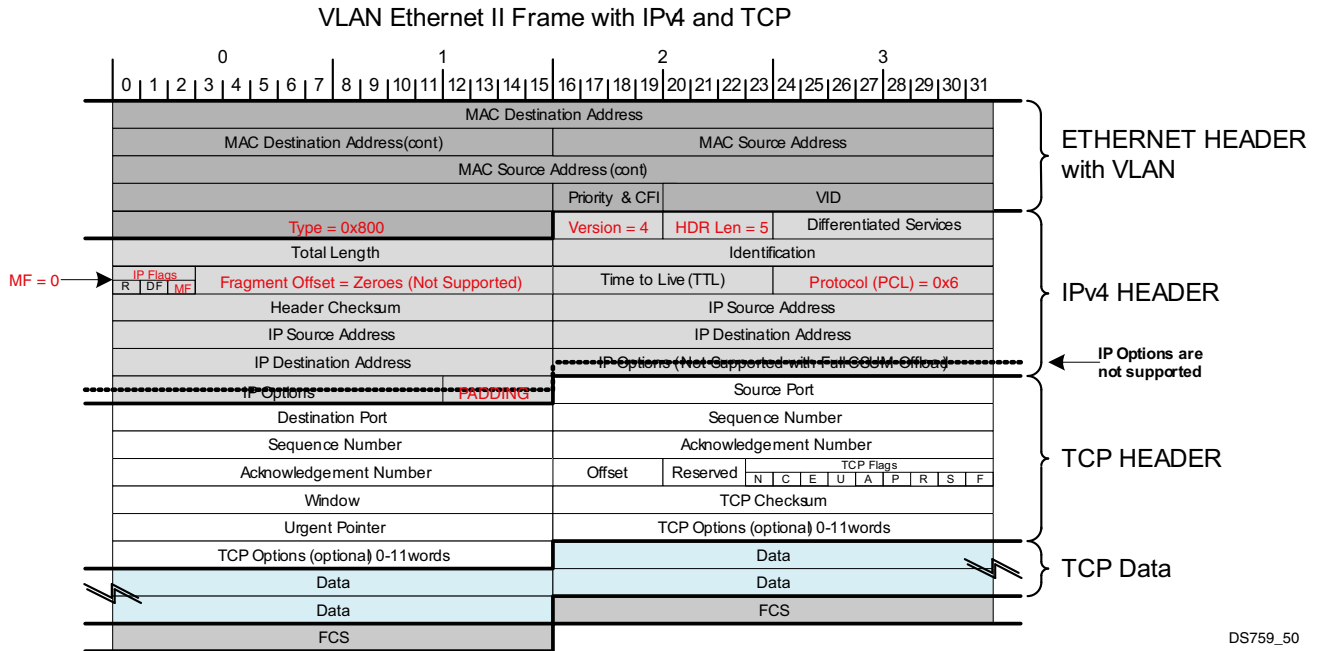 VLAN Ethernet II Frame with IPv4 and TCP
0 1 2 3
0 1 2 3 4 5 6 7 8 9 10 11 12 13 14 15 16 17 18 19 20 21 22 23 24 25 26 27 28 29 30 31
MAC Destination Address
MAC Destination Address(cont) MAC Source Address
MAC Source Address (cont)
ETHERNET HEADER
with VLAN
Priority & CFI VID
Type = 0x800 Version = 4 HDR Len = 5 Differentiated Services
Total Length Identification
MF = 0 IP Flags
R DF MF Fragment Offset = Zeroes (Not Supported) Time to Live (TTL) Protocol (PCL) = 0x6
IPv4 HEADER
Header Checksum IP Source Address
IP Source Address IP Destination Address
IP Destination Address IP Options (Not Supported with Full CSUM Offload)
IP Options are
not supported
IP Options PADDING Source Port
Destination Port Sequence Number
Sequence Number Acknowledgement Number
TCP HEADER
Acknowledgement Number Offset Reserved TCP Flags
N C E U A P R S F
Window TCP Checksum
Urgent Pointer TCP Options (optional) 0-11words
TCP Options (optional) 0-11words Data
Data Data
TCP Data
Data FCS
FCS
DS759_50